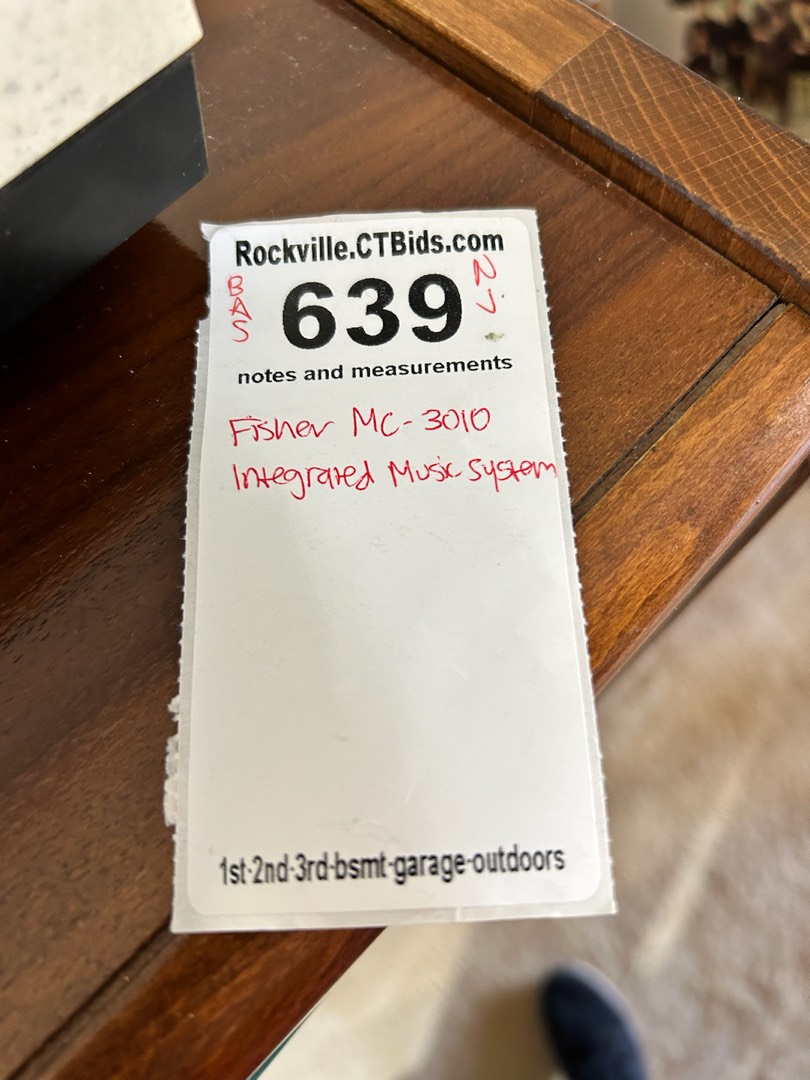 Rockville.CTBids.com
BAS
639
NJ
notes and measurements
Fisher MC-3010
Integrated Music System
1st-2nd-3rd-bsmt-garage-outdoors